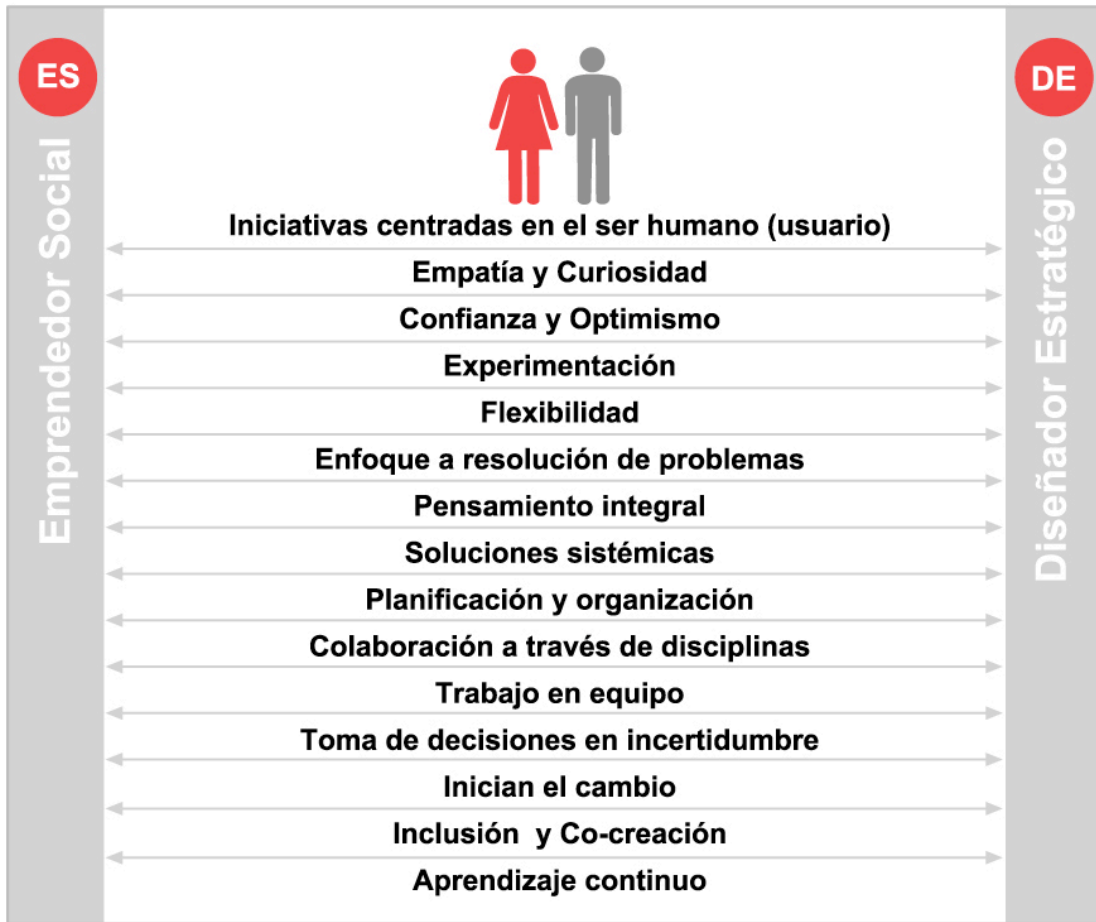 ES
Emprendedor Social
DE
Diseñador Estratégico
Iniciativas centradas en el ser humano (usuario)
Empatía y Curiosidad
Confianza y Optimismo
Experimentación
Flexibilidad
Enfoque a resolución de problemas
Pensamiento integral
Soluciones sistémicas
Planificación y organización
Colaboración a través de disciplinas
Trabajo en equipo
Toma de decisiones en incertidumbre
Inician el cambio
Inclusión y Co-creación
Aprendizaje continuo